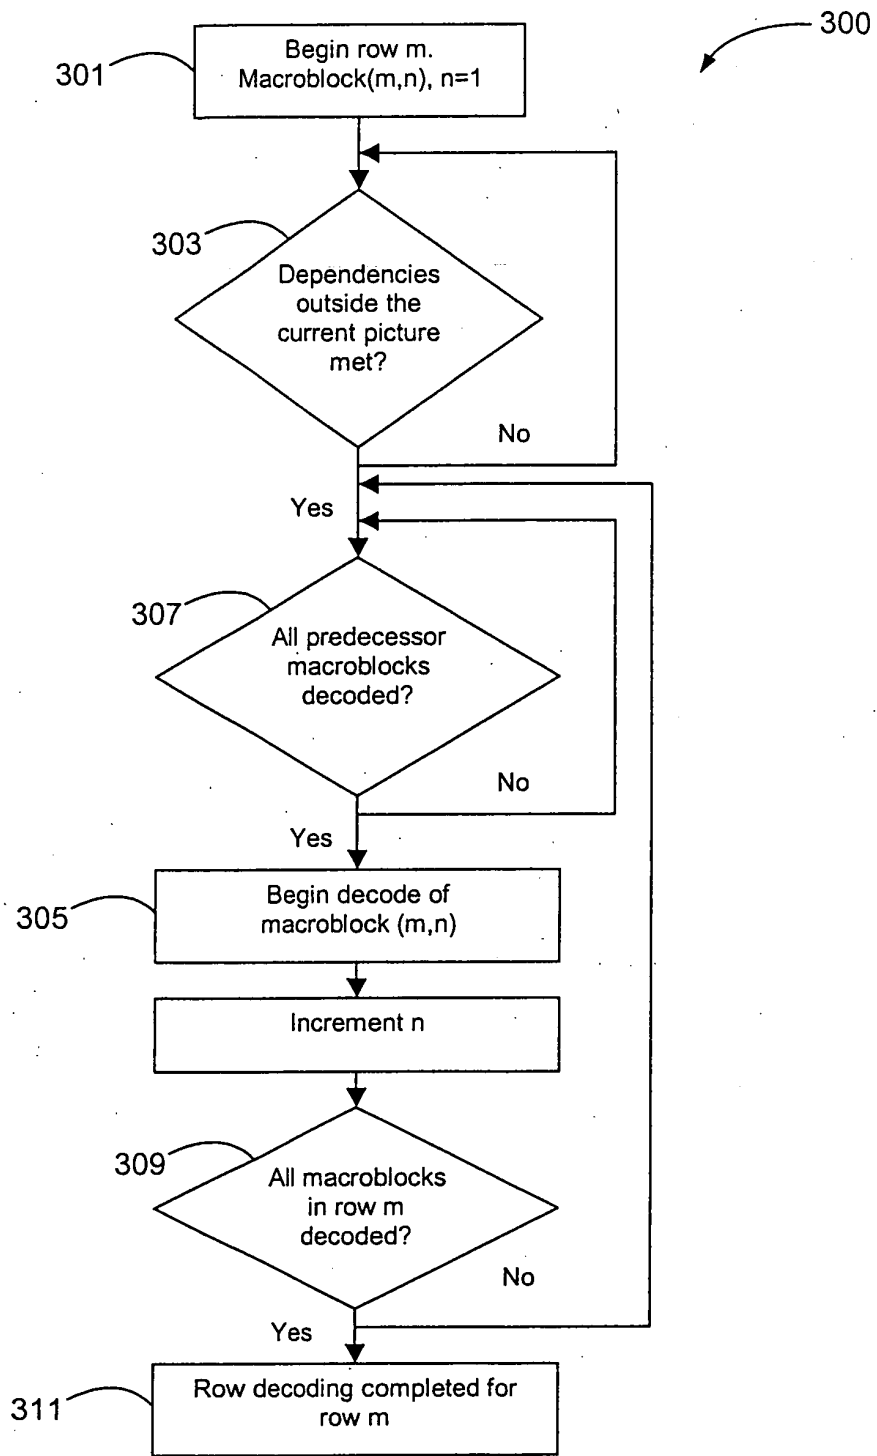 300
301
Begin row m.
Macroblock(m,n), n=1
303
Dependencies
outside the
current picture
met?
No
Yes
307
All predecessor
macroblocks
decoded?
No
Yes
305
Begin decode of
macroblock (m,n)
Increment n
309
All macroblocks
in row m
decoded?
No
Yes
311
Row decoding completed for
row m